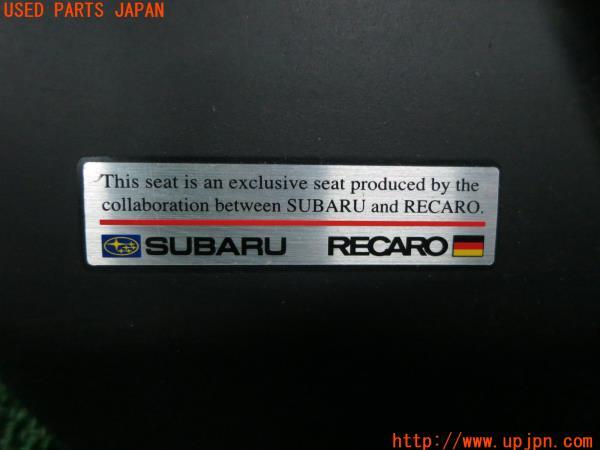 USED PARTS JAPAN
This seat is an exclusive seat produced by the
collaboration between SUBARU and RECARO.
SUBARU RECARO
http://www.upjpn.com/